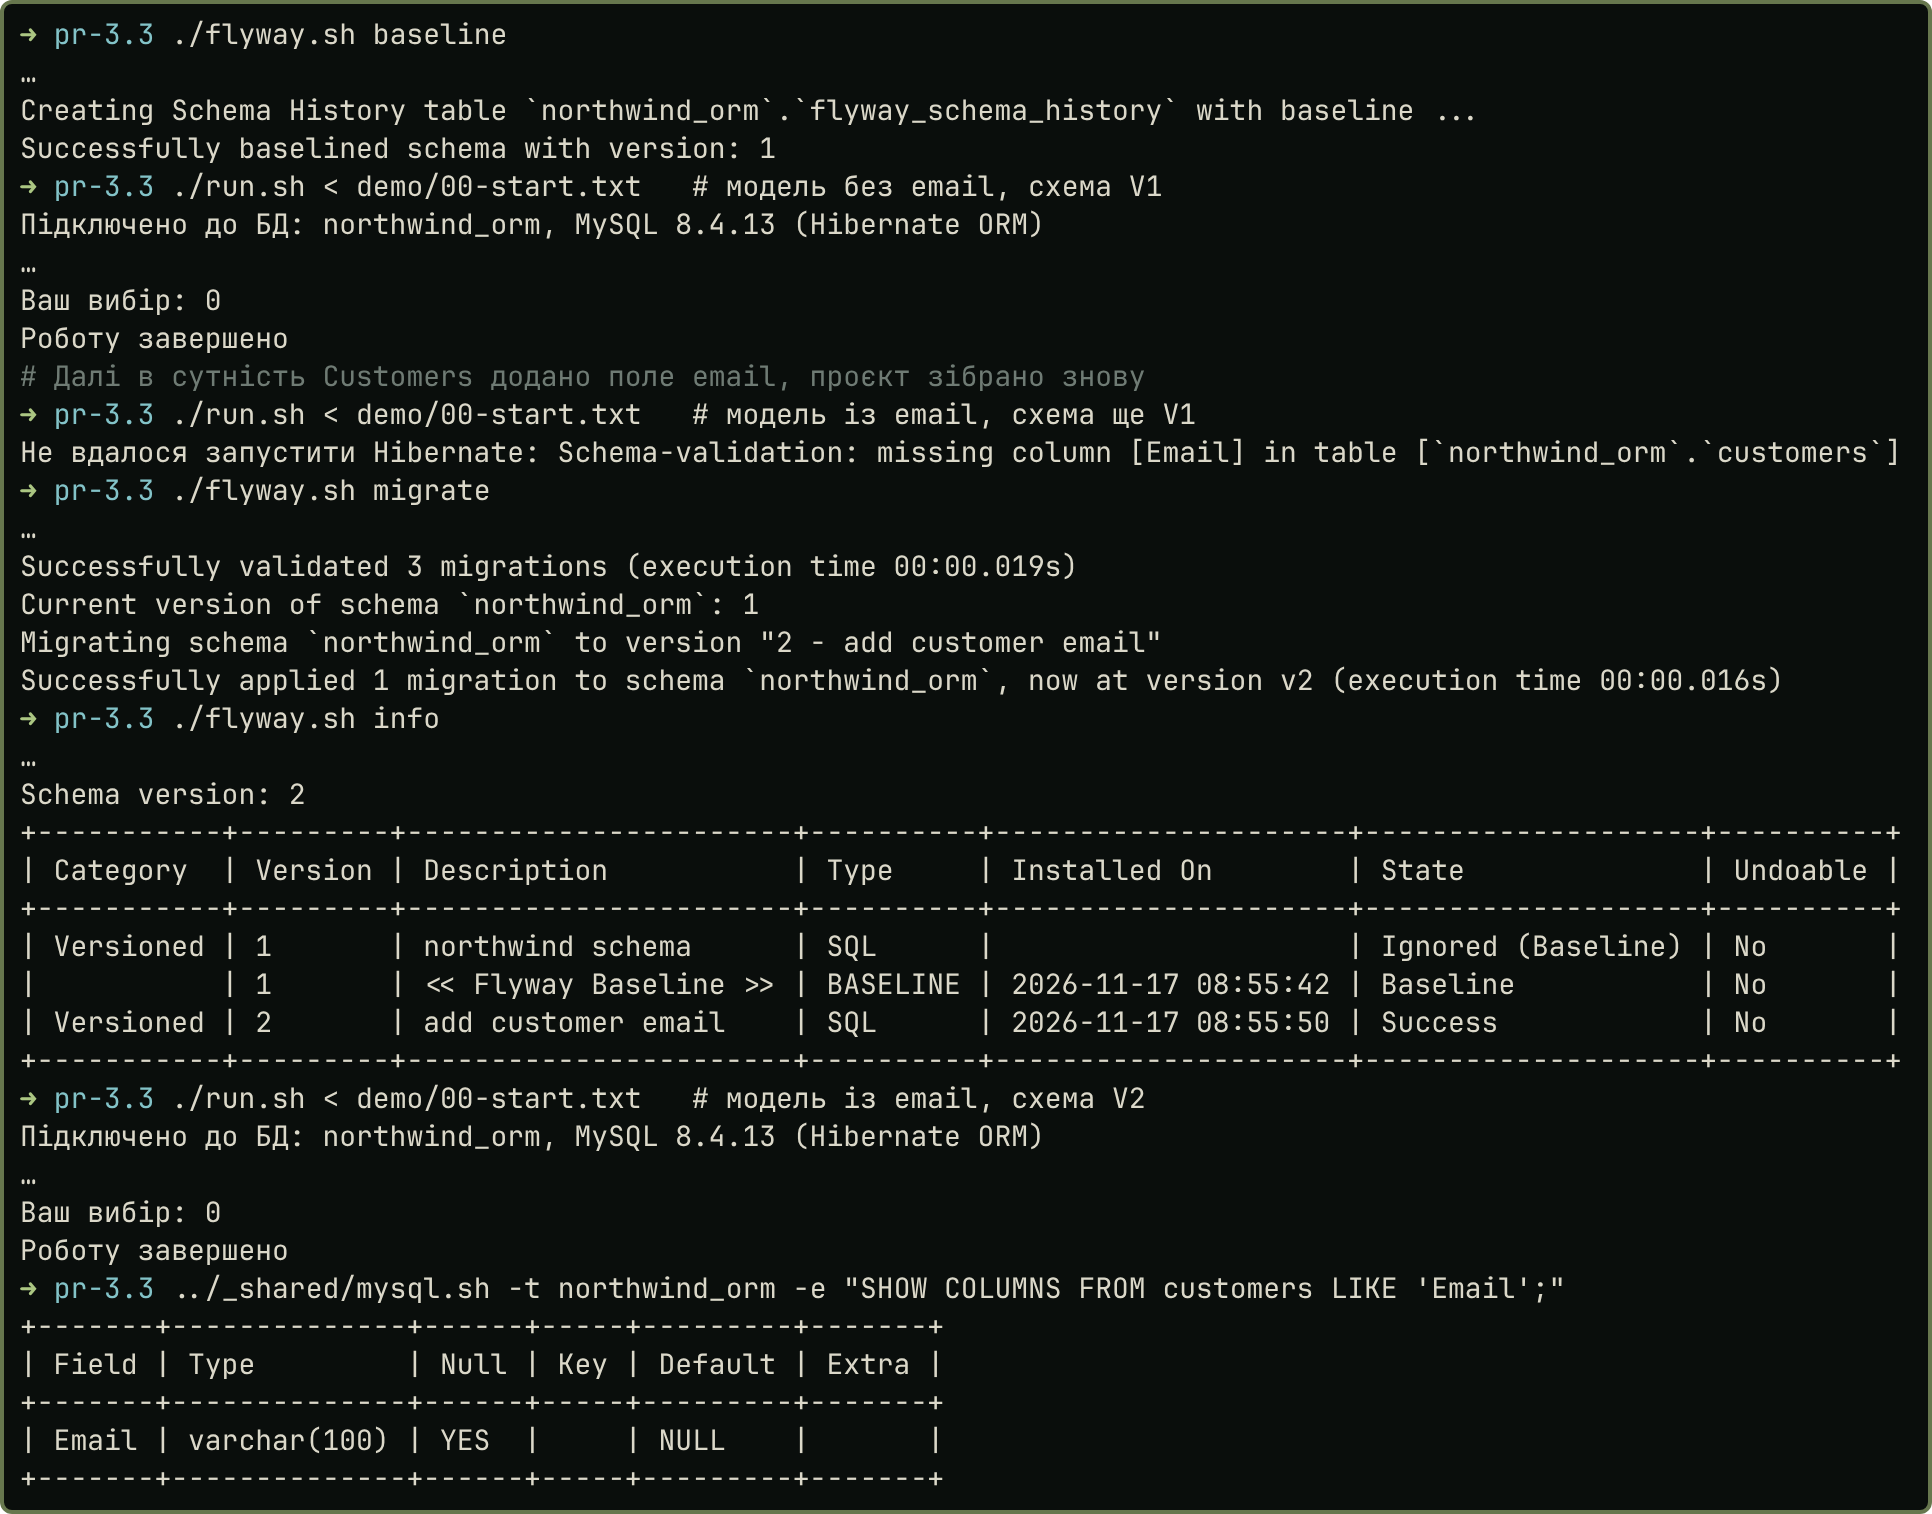 ➜ pr-3.3 ./flyway.sh baseline
…
Creating Schema History table `northwind_orm`.`flyway_schema_history` with baseline ...
Successfully baselined schema with version: 1
➜ pr-3.3 ./run.sh < demo/00-start.txt   # модель без email, схема V1
Підключено до БД: northwind_orm, MySQL 8.4.13 (Hibernate ORM)
…
Ваш вибір: 0
Роботу завершено
# Далі в сутність Customers додано поле email, проєкт зібрано знову
➜ pr-3.3 ./run.sh < demo/00-start.txt   # модель із email, схема ще V1
Не вдалося запустити Hibernate: Schema-validation: missing column [Email] in table [`northwind_orm`.`customers`]
➜ pr-3.3 ./flyway.sh migrate
…
Successfully validated 3 migrations (execution time 00:00.019s)
Current version of schema `northwind_orm`: 1
Migrating schema `northwind_orm` to version "2 - add customer email"
Successfully applied 1 migration to schema `northwind_orm`, now at version v2 (execution time 00:00.016s)
➜ pr-3.3 ./flyway.sh info
…
Schema version: 2
+-----------+---------+-----------------------+----------+---------------------+--------------------+----------+
| Category  | Version | Description           | Type     | Installed On        | State              | Undoable |
+-----------+---------+-----------------------+----------+---------------------+--------------------+----------+
| Versioned | 1       | northwind schema      | SQL      |                     | Ignored (Baseline) | No       |
|           | 1       | << Flyway Baseline >> | BASELINE | 2026-11-17 08:55:42 | Baseline           | No       |
| Versioned | 2       | add customer email    | SQL      | 2026-11-17 08:55:50 | Success            | No       |
+-----------+---------+-----------------------+----------+---------------------+--------------------+----------+
➜ pr-3.3 ./run.sh < demo/00-start.txt   # модель із email, схема V2
Підключено до БД: northwind_orm, MySQL 8.4.13 (Hibernate ORM)
…
Ваш вибір: 0
Роботу завершено
➜ pr-3.3 ../_shared/mysql.sh -t northwind_orm -e "SHOW COLUMNS FROM customers LIKE 'Email';"
+-------+--------------+------+-----+---------+-------+
| Field | Type         | Null | Key | Default | Extra |
+-------+--------------+------+-----+---------+-------+
| Email | varchar(100) | YES  |     | NULL    |       |
+-------+--------------+------+-----+---------+-------+